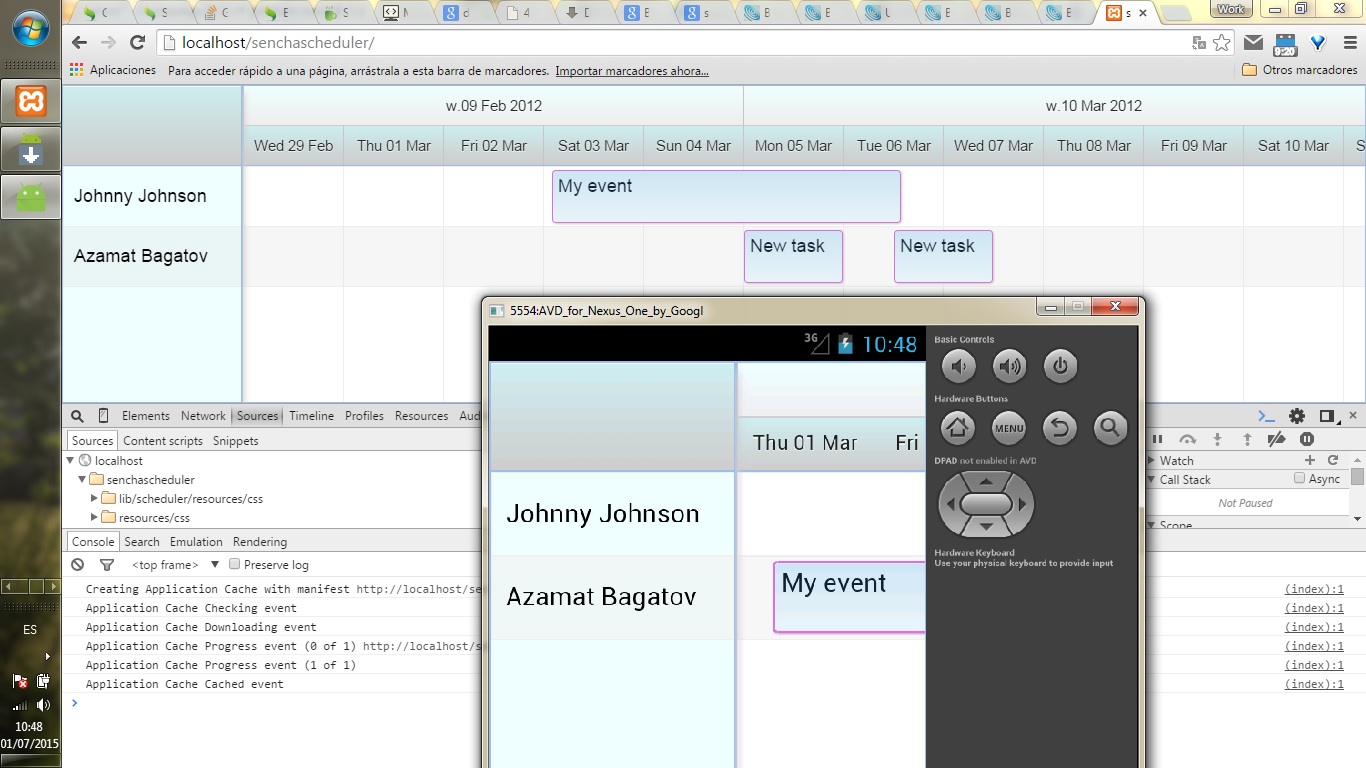 C
S
C
E
S
M
d
4
D
E
s
B
E
U
E
B
E
s
Work
localhost/senchascheduler/
9:20
Aplicaciones
Para acceder rápido a una página, arrástrala a esta barra de marcadores. Importar marcadores ahora...
Otros marcadores
w.09 Feb 2012
w.10 Mar 2012
Wed 29 Feb
Thu 01 Mar
Fri 02 Mar
Sat 03 Mar
Sun 04 Mar
Mon 05 Mar
Tue 06 Mar
Wed 07 Mar
Thu 08 Mar
Fri 09 Mar
Sat 10 Mar
S
Johnny Johnson
My event
Azamat Bagatov
New task
New task
5554:AVD_for_Nexus_One_by_Googl
3G
10:48
Thu 01 Mar
Fri
Johnny Johnson
Azamat Bagatov
My event
Basic Controls
Hardware Buttons
MENU
DPAD not enabled in AVD
Hardware Keyboard
Use your physical keyboard to provide input
Elements Network Sources Timeline Profiles Resources Aud
Sources Content scripts Snippets
localhost
senchascheduler
lib/scheduler/resources/css
resources/css
Watch
Call Stack
Async
Not Paused
Scope
Console Search Emulation Rendering
<top frame>
Preserve log
Creating Application Cache with manifest http://localhost/se
(index):1
Application Cache Checking event
(index):1
Application Cache Downloading event
(index):1
Application Cache Progress event (0 of 1) http://localhost/s
(index):1
Application Cache Progress event (1 of 1)
(index):1
Application Cache Cached event
(index):1
ES
10:48
01/07/2015